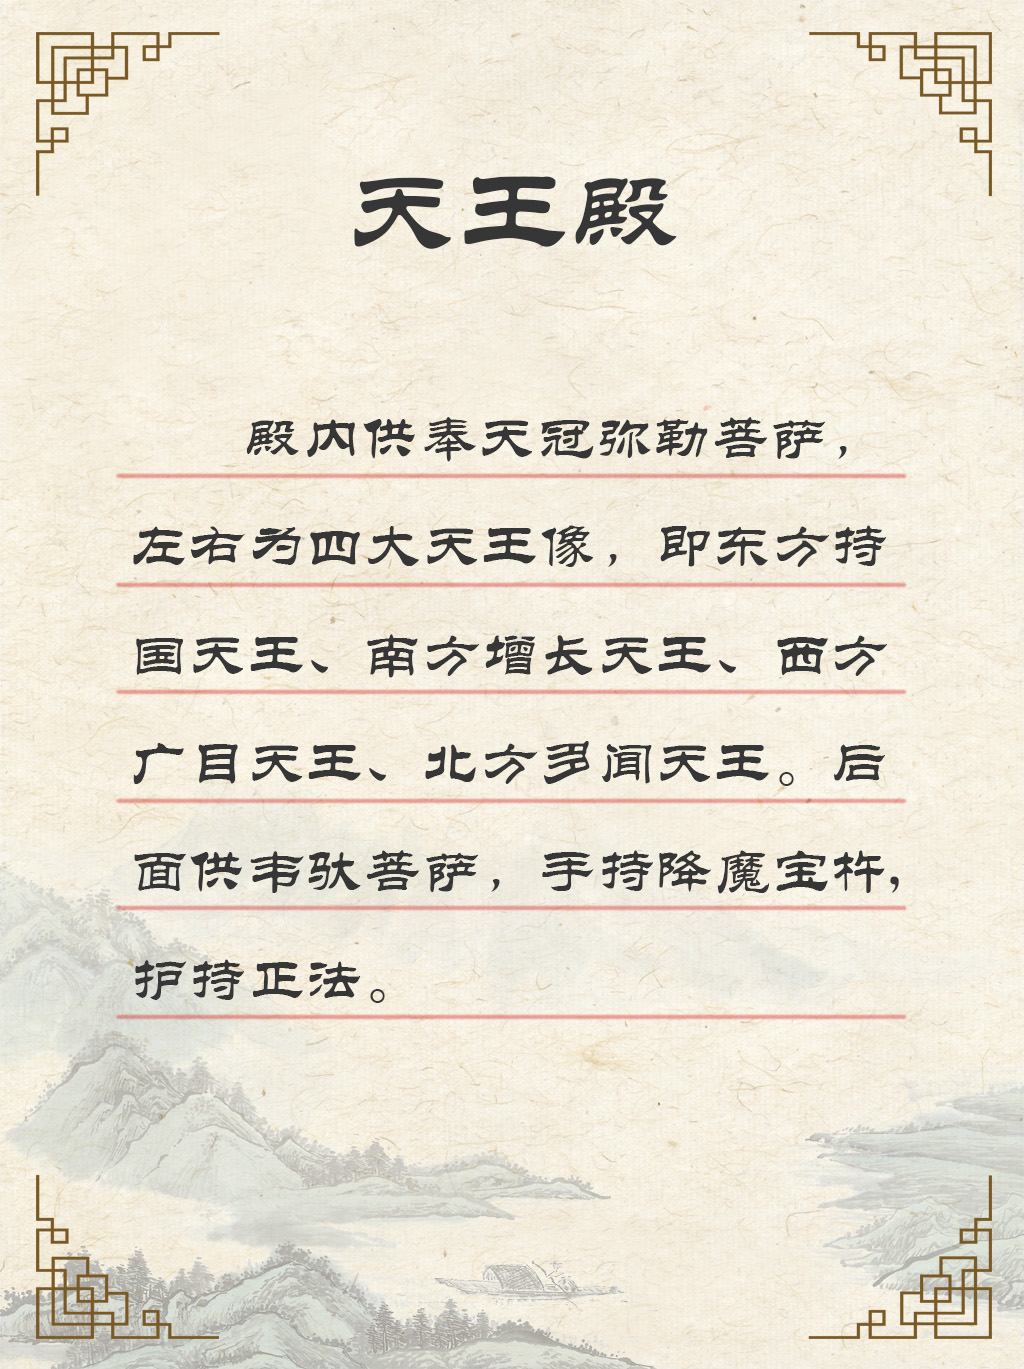 天王殿
殿内供奉天冠弥勒菩萨，
左右为四大天王像，即东方持
国天王、南方增长天王、西方
广目天王、北方多闻天王。后
面供韦驮菩萨，手持降魔宝杵，
护持正法。